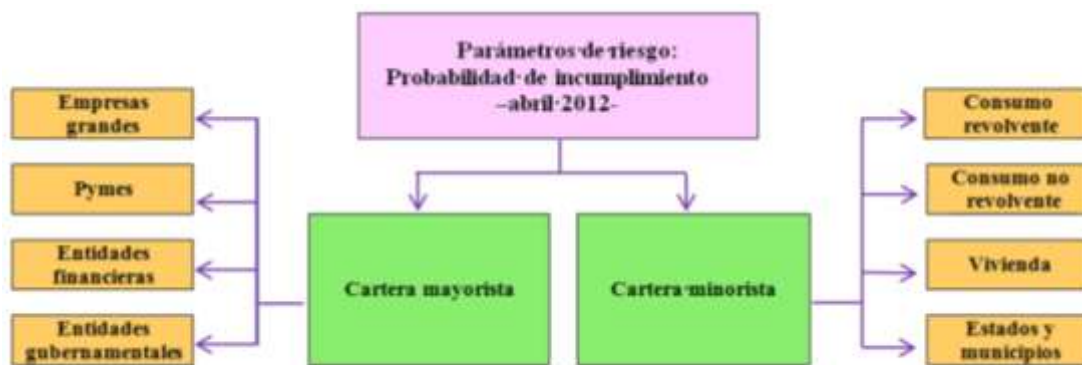 Parámetros de riesgo:
Probabilidad de incumplimiento
–abril 2012-
Empresas
grandes
Pymes
Entidades
financieras
Entidades
gubernamentales
Cartera mayorista
Cartera minorista
Consumo
revolvente
Consumo no
revolvente
Vivienda
Estados y
municipios